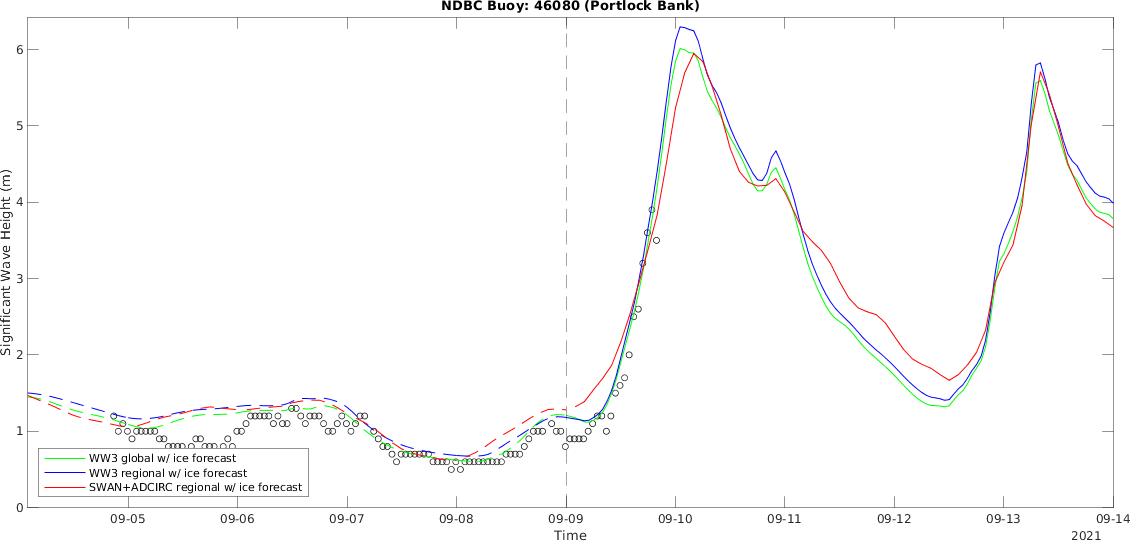 NDBC Buoy: 46080 (Portlock Bank)
Significant Wave Height (m)
6
5
4
3
2
1
0
WW3 global w/ ice forecast
WW3 regional w/ ice forecast
SWAN+ADCIRC regional w/ ice forecast
09-05 09-06 09-07 09-08 09-09 09-10 09-11 09-12 09-13 09-14
Time
2021